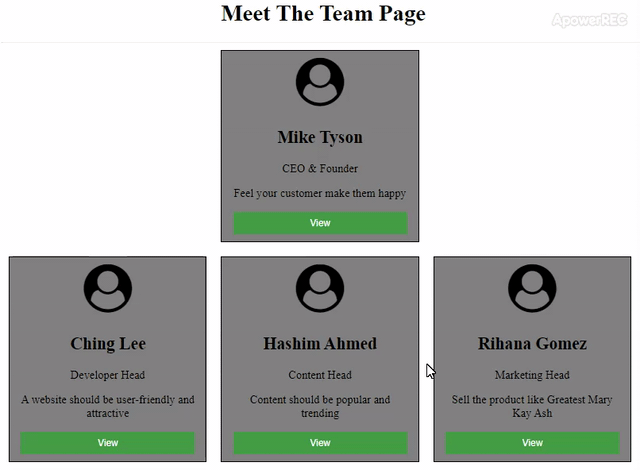 Meet The Team Page
ApowerREC
Mike Tyson
CEO & Founder
Feel your customer make them happy
View
Ching Lee
Developer Head
A website should be user-friendly and
attractive
View
Hashim Ahmed
Content Head
Content should be popular and
trending
View
Rihana Gomez
Marketing Head
Sell the product like Greatest Mary
Kay Ash
View